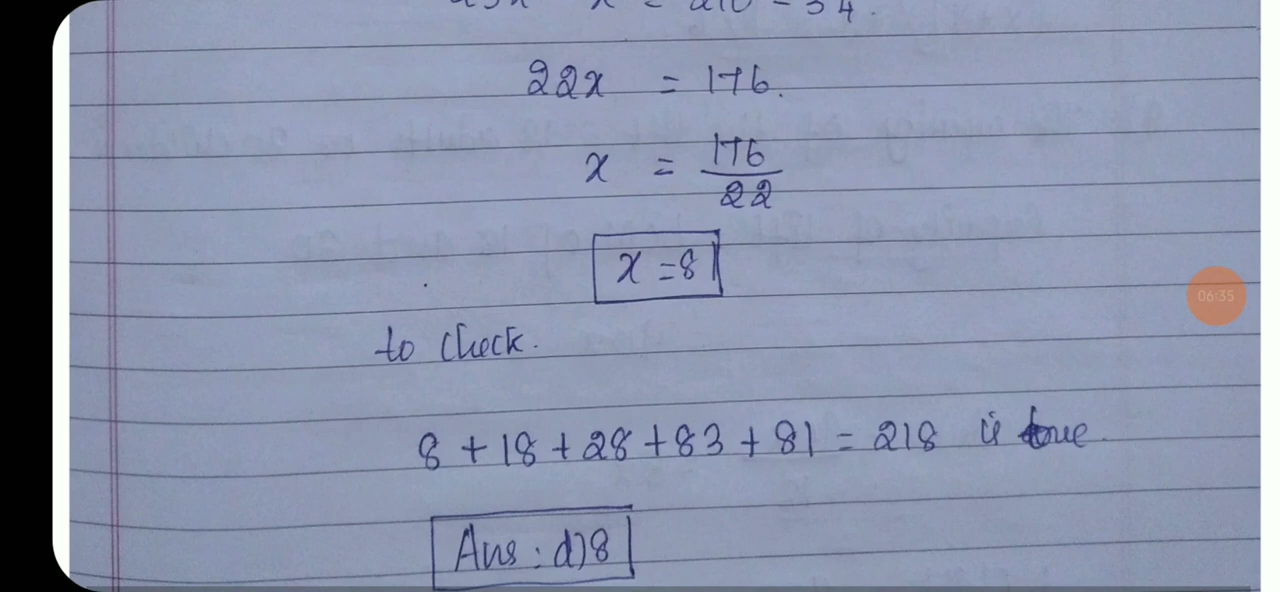 22x = 176.
x = 176/22
x = 8
06:35
to check.
8 + 18 + 28 + 83 + 81 = 218 is true.
Ans : d) 8